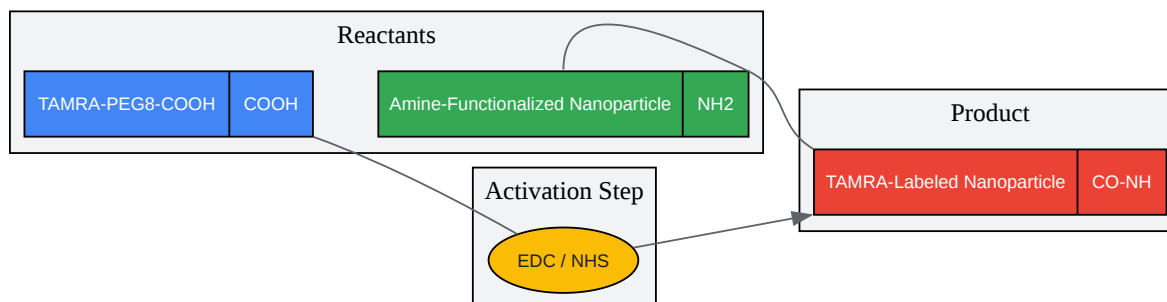 Reactants
TAMRA-PEG8-COOH
COOH
Amine-Functionalized Nanoparticle
NH2
Product
TAMRA-Labeled Nanoparticle
CO-NH
Activation Step
EDC / NHS